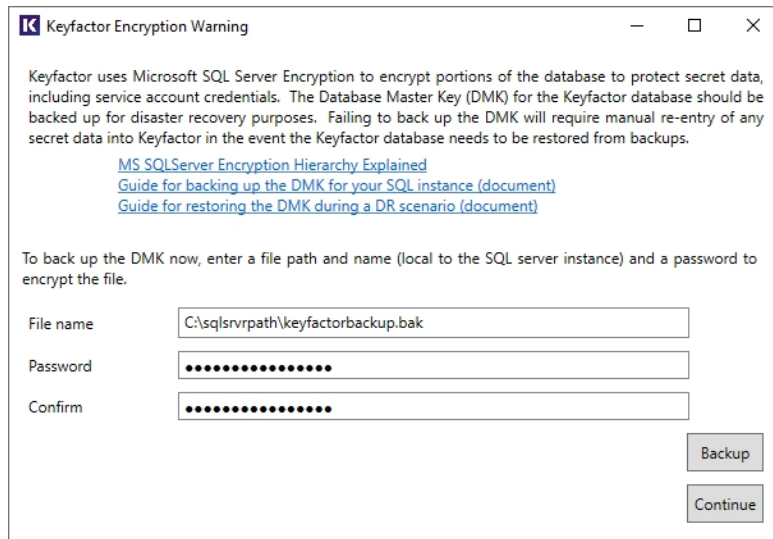 Keyfactor Encryption Warning
Keyfactor uses Microsoft SQL Server Encryption to encrypt portions of the database to protect secret data,
including service account credentials.  The Database Master Key (DMK) for the Keyfactor database should be
backed up for disaster recovery purposes.  Failing to back up the DMK will require manual re-entry of any
secret data into Keyfactor in the event the Keyfactor database needs to be restored from backups.
MS SQLServer Encryption Hierarchy Explained
Guide for backing up the DMK for your SQL instance (document)
Guide for restoring the DMK during a DR scenario (document)
To back up the DMK now, enter a file path and name (local to the SQL server instance) and a password to
encrypt the file.
File name C:\sqlsrvrpath\keyfactorbackup.bak
Password ●●●●●●●●●●●●●●●●
Confirm ●●●●●●●●●●●●●●●●
Backup
Continue